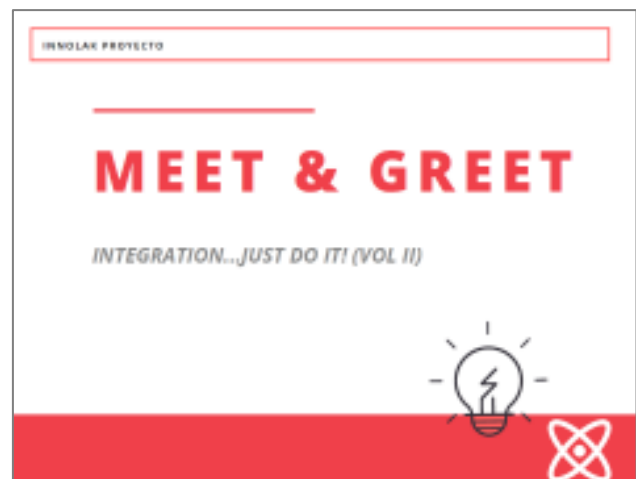 INNOLAK PROYECTO
MEET & GREET
INTEGRATION...JUST DO IT! (VOL II)